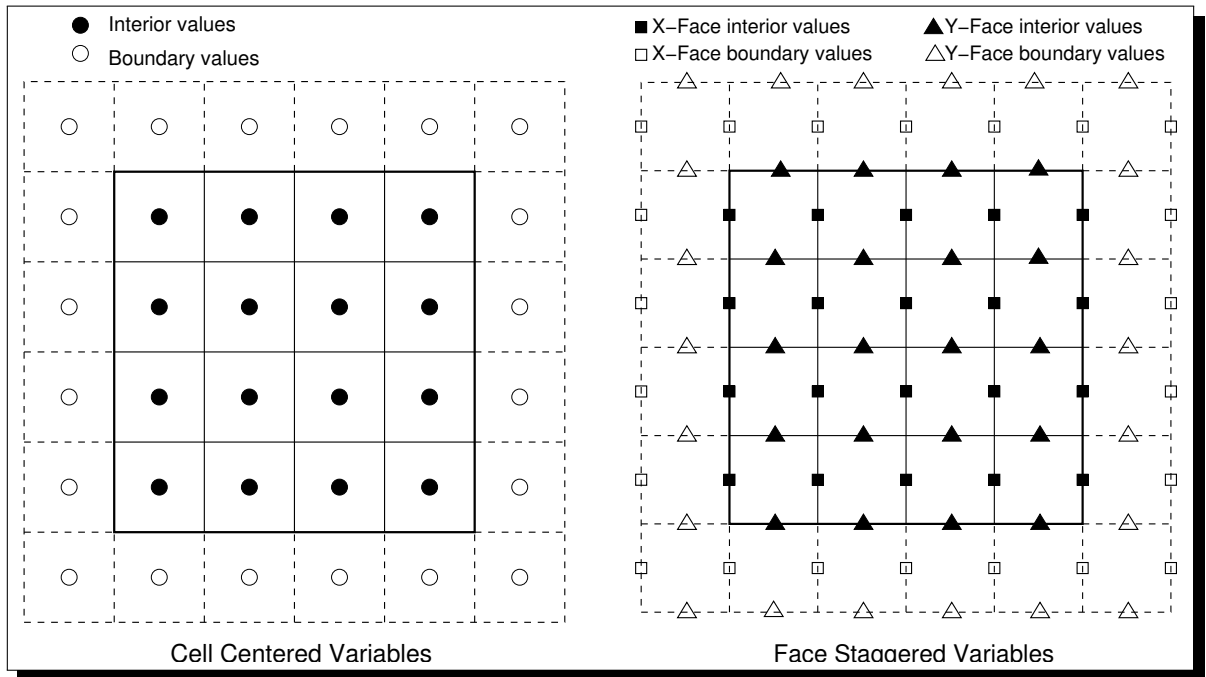 Interior values
Boundary values
X–Face interior values
Y–Face interior values
X–Face boundary values
Y–Face boundary values
Cell Centered Variables
Face Staggered Variables